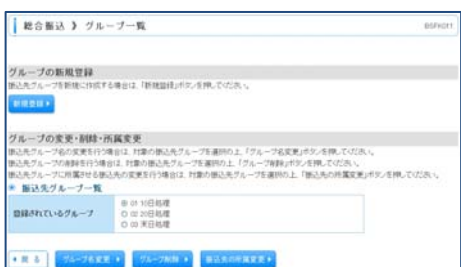 総合振込 》 グループ一覧
BSFK011
グループの新規登録
振込先グループを新規に作成する場合は、「新規登録」ボタンを押してください。
新規登録
グループの変更・削除・所属変更
振込先グループ名の変更を行う場合は、対象の振込先グループを選択の上、「グループ名変更」ボタンを押してください。
振込先グループの削除を行う場合は、対象の振込先グループを選択の上、「グループ削除」ボタンを押してください。
振込先グループに所属させる振込先の変更を行う場合は、対象の振込先グループを選択の上、「振込先の所属変更」ボタンを押してください。
振込先グループ一覧
登録されているグループ
01 10日処理
02 20日処理
03 末日処理
戻る グループ名変更 グループ削除 振込先の所属変更